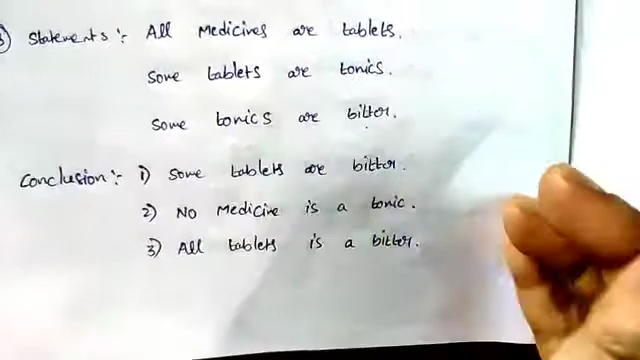 Statements :- All Medicines are tablets.
Some tablets are tonics.
Some tonics are bitter.
Conclusion :- 1) Some tablets are bitter.
2) No Medicine is a tonic.
3) All tablets is a bitter.